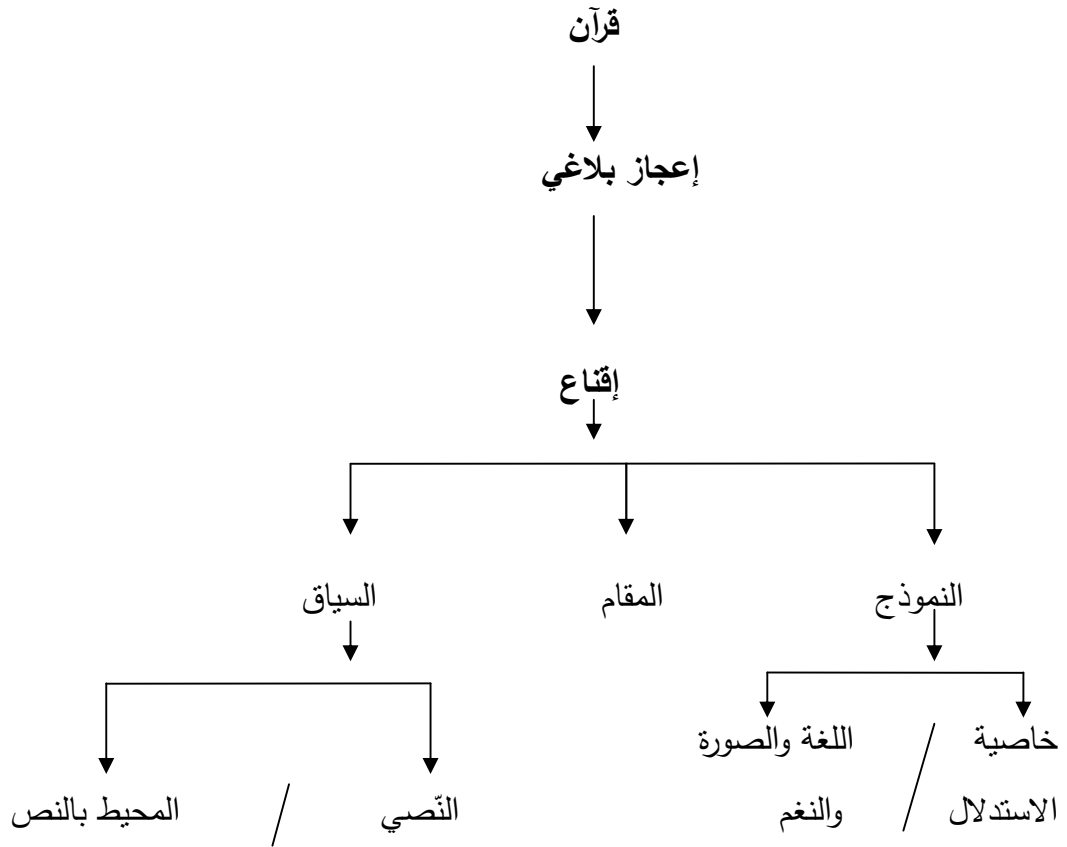 قرآن
إعجاز بلاغي
إقناع
النموذج المقام السياق
خاصية / اللغة والصورة
الاستدلال والنغم
النّصي / المحيط بالنص